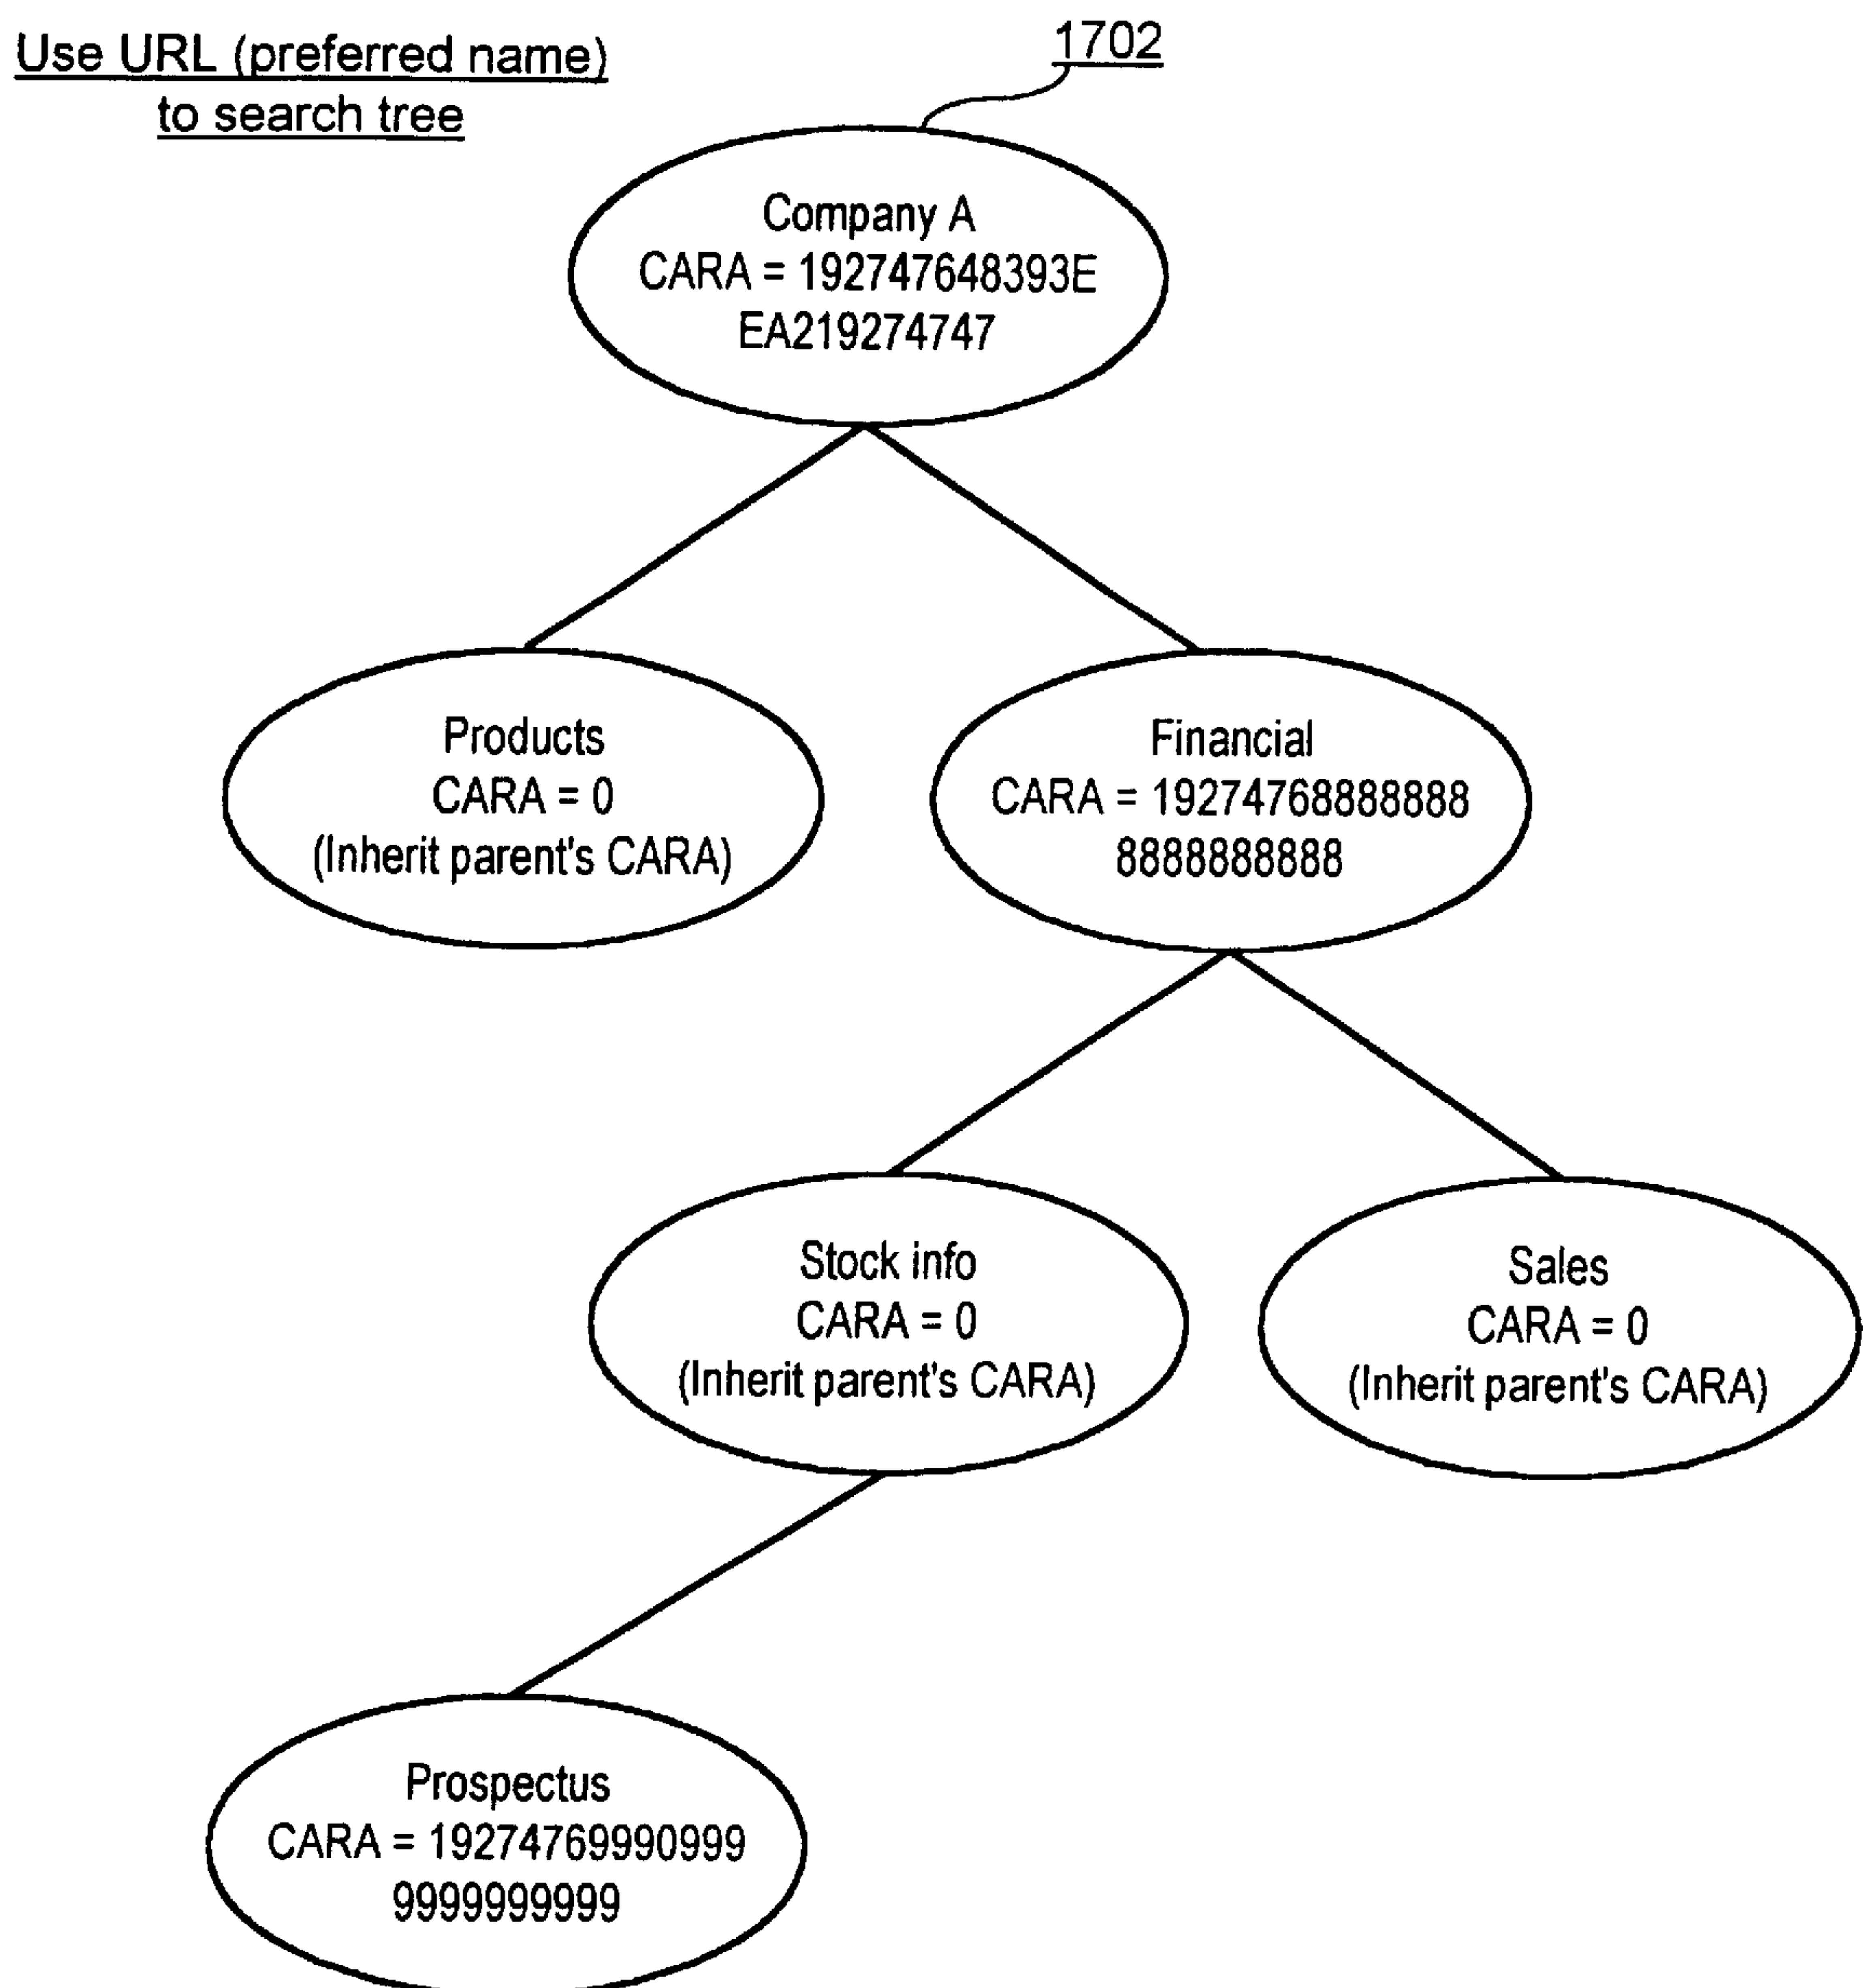 Use URL (preferred name)
to search tree
1702
Company A
CARA = 192747648393E
EA219274747
Products
CARA = 0
(Inherit parent's CARA)
Financial
CARA = 19274768888888
8888888888
Stock info
CARA = 0
(Inherit parent's CARA)
Sales
CARA = 0
(Inherit parent's CARA)
Prospectus
CARA = 19274769990999
9999999999